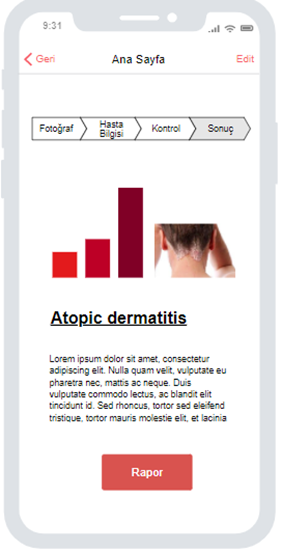 9:31
Geri
Ana Sayfa
Edit
Fotoğraf
Hasta
Bilgisi
Kontrol
Sonuç
Atopic dermatitis
Lorem ipsum dolor sit amet, consectetur
adipiscing elit. Nulla quam velit, vulputate eu
pharetra nec, mattis ac neque. Duis
vulputate commodo lectus, ac blandit elit
tincidunt id. Sed rhoncus, tortor sed eleifend
tristique, tortor mauris molestie elit, et lacinia
Rapor